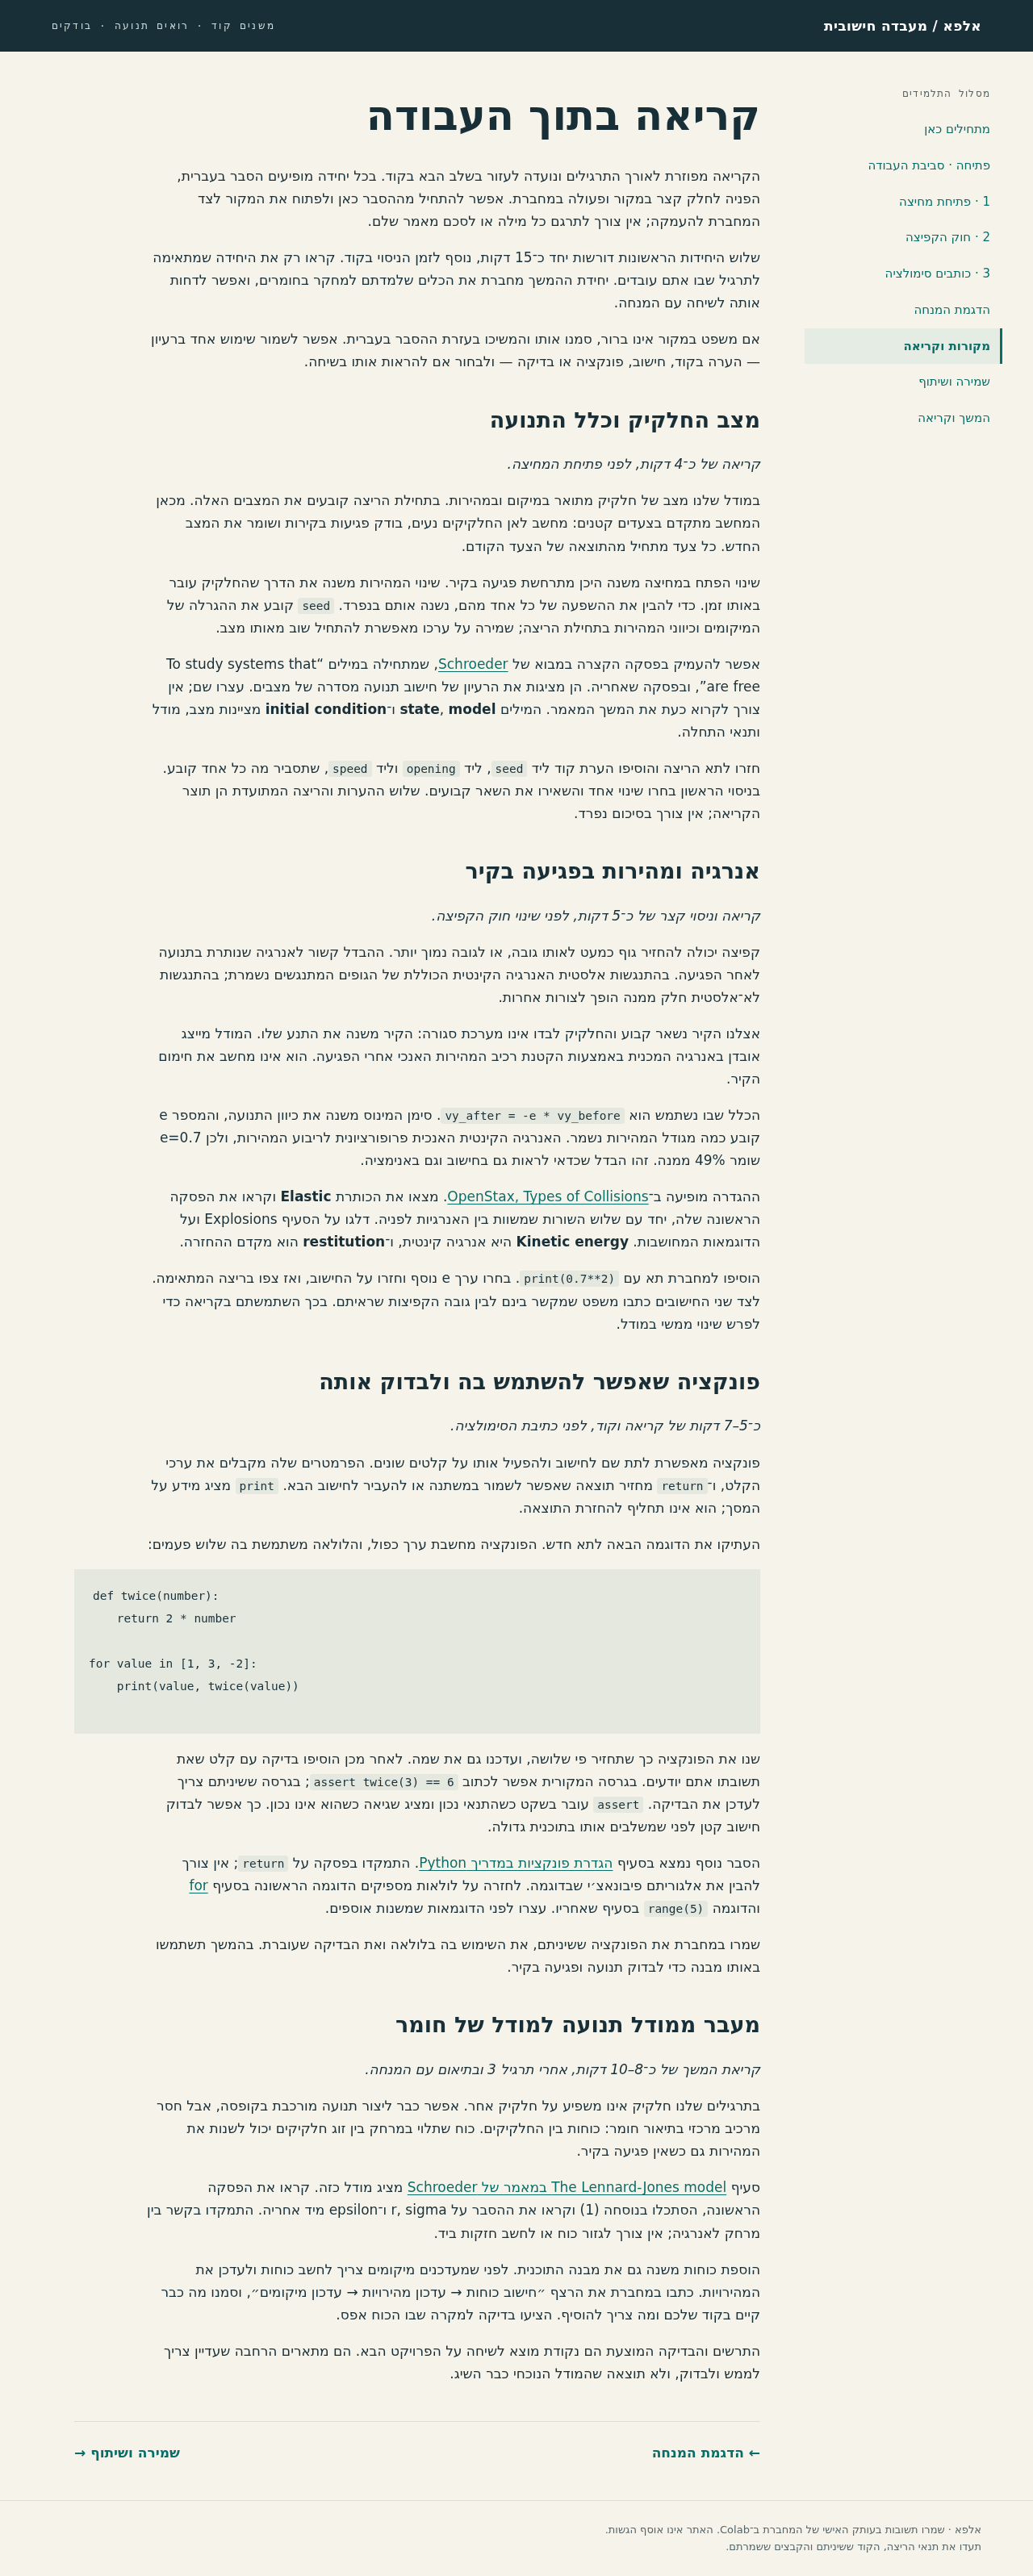 אלפא / מעבדה חישובית
משנים קוד · רואים תנועה · בודקים
מסלול התלמידים
מתחילים כאן
פתיחה · סביבת העבודה
1 · פתיחת מחיצה
2 · חוק הקפיצה
3 · כותבים סימולציה
הדגמת המנחה
מקורות וקריאה
שמירה ושיתוף
המשך וקריאה
קריאה בתוך העבודה
הקריאה מפוזרת לאורך התרגילים ונועדה לעזור בשלב הבא בקוד. בכל יחידה מופיעים הסבר בעברית,
הפניה לחלק קצר במקור ופעולה במחברת. אפשר להתחיל מההסבר כאן ולפתוח את המקור לצד
המחברת להעמקה; אין צורך לתרגם כל מילה או לסכם מאמר שלם.
שלוש היחידות הראשונות דורשות יחד כ־15 דקות, נוסף לזמן הניסוי בקוד. קראו רק את היחידה שמתאימה
לתרגיל שבו אתם עובדים. יחידת ההמשך מחברת את הכלים שלמדתם למחקר בחומרים, ואפשר לדחות
אותה לשיחה עם המנחה.
אם משפט במקור אינו ברור, סמנו אותו והמשיכו בעזרת ההסבר בעברית. אפשר לשמור שימוש אחד ברעיון
— הערה בקוד, חישוב, פונקציה או בדיקה — ולבחור אם להראות אותו בשיחה.
מצב החלקיק וכלל התנועה
קריאה של כ־4 דקות, לפני פתיחת המחיצה.
במודל שלנו מצב של חלקיק מתואר במיקום ובמהירות. בתחילת הריצה קובעים את המצבים האלה. מכאן
המחשב מתקדם בצעדים קטנים: מחשב לאן החלקיקים נעים, בודק פגיעות בקירות ושומר את המצב
החדש. כל צעד מתחיל מהתוצאה של הצעד הקודם.
שינוי הפתח במחיצה משנה היכן מתרחשת פגיעה בקיר. שינוי המהירות משנה את הדרך שהחלקיק עובר
באותו זמן. כדי להבין את ההשפעה של כל אחד מהם, נשנה אותם בנפרד. seed קובע את ההגרלה של
המיקומים וכיווני המהירות בתחילת הריצה; שמירה על ערכו מאפשרת להתחיל שוב מאותו מצב.
אפשר להעמיק בפסקה הקצרה במבוא של Schroeder, שמתחילה במילים “To study systems that
are free”, ובפסקה שאחריה. הן מציגות את הרעיון של חישוב תנועה מסדרה של מצבים. עצרו שם; אין
צורך לקרוא כעת את המשך המאמר. המילים state, model ו־initial condition מציינות מצב, מודל
ותנאי התחלה.
חזרו לתא הריצה והוסיפו הערת קוד ליד seed, ליד opening וליד speed, שתסביר מה כל אחד קובע.
בניסוי הראשון בחרו שינוי אחד והשאירו את השאר קבועים. שלוש ההערות והריצה המתועדת הן תוצר
הקריאה; אין צורך בסיכום נפרד.
אנרגיה ומהירות בפגיעה בקיר
קריאה וניסוי קצר של כ־5 דקות, לפני שינוי חוק הקפיצה.
קפיצה יכולה להחזיר גוף כמעט לאותו גובה, או לגובה נמוך יותר. ההבדל קשור לאנרגיה שנותרת בתנועה
לאחר הפגיעה. בהתנגשות אלסטית האנרגיה הקינטית הכוללת של הגופים המתנגשים נשמרת; בהתנגשות
לא־אלסטית חלק ממנה הופך לצורות אחרות.
אצלנו הקיר נשאר קבוע והחלקיק לבדו אינו מערכת סגורה: הקיר משנה את התנע שלו. המודל מייצג
אובדן באנרגיה המכנית באמצעות הקטנת רכיב המהירות האנכי אחרי הפגיעה. הוא אינו מחשב את חימום
הקיר.
הכלל שבו נשתמש הוא vy_after = -e * vy_before. סימן המינוס משנה את כיוון התנועה, והמספר e
קובע כמה מגודל המהירות נשמר. האנרגיה הקינטית האנכית פרופורציונית לריבוע המהירות, ולכן e=0.7
שומר 49% ממנה. זהו הבדל שכדאי לראות גם בחישוב וגם באנימציה.
ההגדרה מופיעה ב־OpenStax, Types of Collisions. מצאו את הכותרת Elastic וקראו את הפסקה
הראשונה שלה, יחד עם שלוש השורות שמשוות בין האנרגיות לפניה. דלגו על הסעיף Explosions ועל
הדוגמאות המחושבות. Kinetic energy היא אנרגיה קינטית, ו־restitution הוא מקדם ההחזרה.
הוסיפו למחברת תא עם print(0.7**2). בחרו ערך e נוסף וחזרו על החישוב, ואז צפו בריצה המתאימה.
לצד שני החישובים כתבו משפט שמקשר בינם לבין גובה הקפיצות שראיתם. בכך השתמשתם בקריאה כדי
לפרש שינוי ממשי במודל.
פונקציה שאפשר להשתמש בה ולבדוק אותה
כ־5–7 דקות של קריאה וקוד, לפני כתיבת הסימולציה.
פונקציה מאפשרת לתת שם לחישוב ולהפעיל אותו על קלטים שונים. הפרמטרים שלה מקבלים את ערכי
הקלט, ו־return מחזיר תוצאה שאפשר לשמור במשתנה או להעביר לחישוב הבא. print מציג מידע על
המסך; הוא אינו תחליף להחזרת התוצאה.
העתיקו את הדוגמה הבאה לתא חדש. הפונקציה מחשבת ערך כפול, והלולאה משתמשת בה שלוש פעמים:
def twice(number):
    return 2 * number
for value in [1, 3, -2]:
    print(value, twice(value))
שנו את הפונקציה כך שתחזיר פי שלושה, ועדכנו גם את שמה. לאחר מכן הוסיפו בדיקה עם קלט שאת
תשובתו אתם יודעים. בגרסה המקורית אפשר לכתוב assert twice(3) == 6; בגרסה ששיניתם צריך
לעדכן את הבדיקה. assert עובר בשקט כשהתנאי נכון ומציג שגיאה כשהוא אינו נכון. כך אפשר לבדוק
חישוב קטן לפני שמשלבים אותו בתוכנית גדולה.
הסבר נוסף נמצא בסעיף הגדרת פונקציות במדריך Python. התמקדו בפסקה על return; אין צורך
להבין את אלגוריתם פיבונאצ׳י שבדוגמה. לחזרה על לולאות מספיקים הדוגמה הראשונה בסעיף for
והדוגמה range(5) בסעיף שאחריו. עצרו לפני הדוגמאות שמשנות אוספים.
שמרו במחברת את הפונקציה ששיניתם, את השימוש בה בלולאה ואת הבדיקה שעוברת. בהמשך תשתמשו
באותו מבנה כדי לבדוק תנועה ופגיעה בקיר.
מעבר ממודל תנועה למודל של חומר
קריאת המשך של כ־8–10 דקות, אחרי תרגיל 3 ובתיאום עם המנחה.
בתרגילים שלנו חלקיק אינו משפיע על חלקיק אחר. אפשר כבר ליצור תנועה מורכבת בקופסה, אבל חסר
מרכיב מרכזי בתיאור חומר: כוחות בין החלקיקים. כוח שתלוי במרחק בין זוג חלקיקים יכול לשנות את
המהירות גם כשאין פגיעה בקיר.
סעיף The Lennard-Jones model במאמר של Schroeder מציג מודל כזה. קראו את הפסקה
הראשונה, הסתכלו בנוסחה (1) וקראו את ההסבר על r, sigma ו־epsilon מיד אחריה. התמקדו בקשר בין
מרחק לאנרגיה; אין צורך לגזור כוח או לחשב חזקות ביד.
הוספת כוחות משנה גם את מבנה התוכנית. לפני שמעדכנים מיקומים צריך לחשב כוחות ולעדכן את
המהירויות. כתבו במחברת את הרצף ״חישוב כוחות → עדכון מהירויות → עדכון מיקומים״, וסמנו מה כבר
קיים בקוד שלכם ומה צריך להוסיף. הציעו בדיקה למקרה שבו הכוח אפס.
התרשים והבדיקה המוצעת הם נקודת מוצא לשיחה על הפרויקט הבא. הם מתארים הרחבה שעדיין צריך
לממש ולבדוק, ולא תוצאה שהמודל הנוכחי כבר השיג.
← הדגמת המנחה
שמירה ושיתוף →
אלפא · שמרו תשובות בעותק האישי של המחברת ב־Colab. האתר אינו אוסף הגשות.
תעדו את תנאי הריצה, הקוד ששיניתם והקבצים ששמרתם.